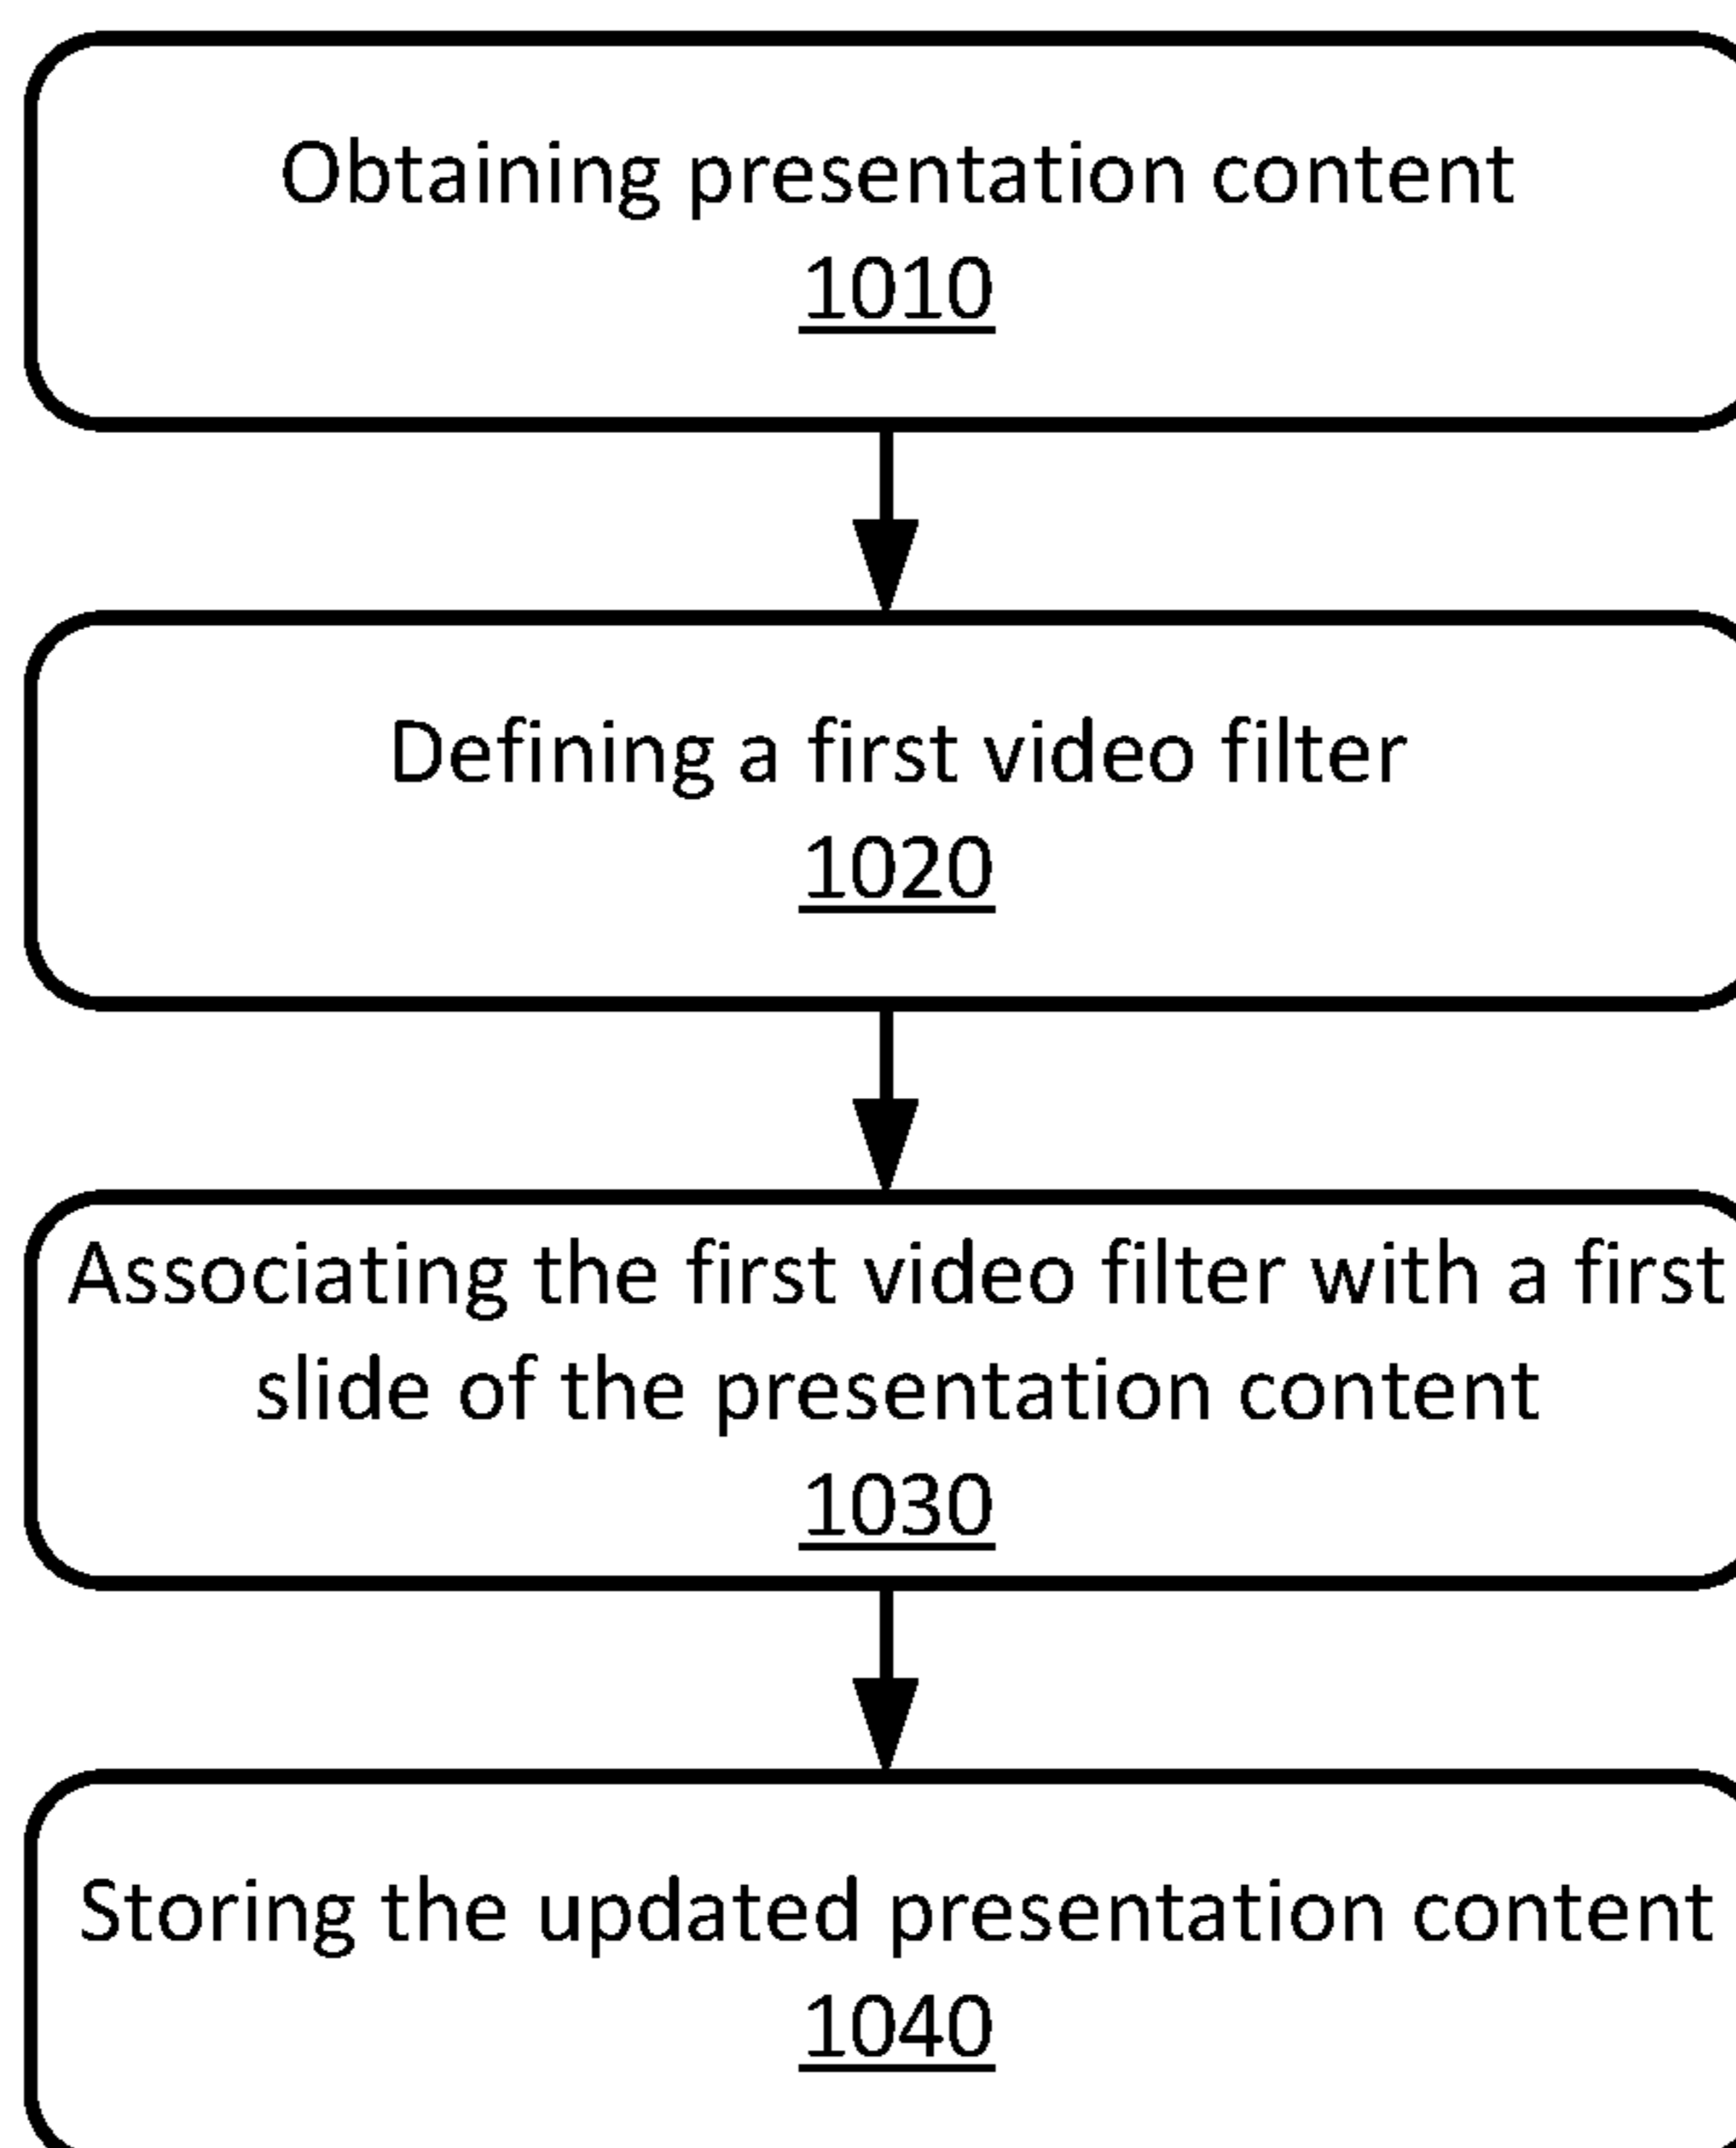 Obtaining presentation content
1010
Defining a first video filter
1020
Associating the first video filter with a first
slide of the presentation content
1030
Storing the updated presentation content
1040